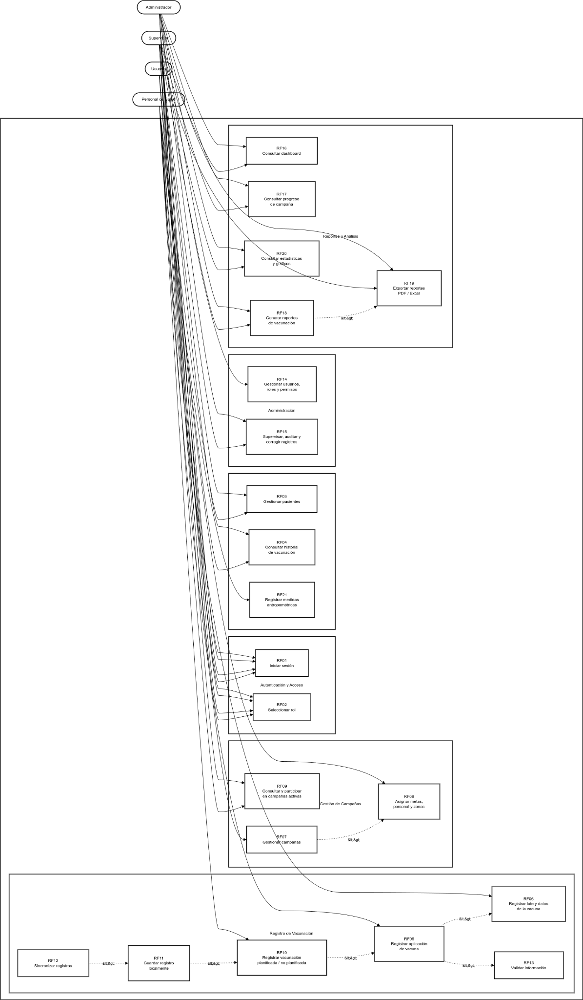 Administrador
Supervisor
Usuario
Personal de Salud
RF16
Consultar dashboard
RF17
Consultar progreso
de campaña
Reportes y Análisis
RF20
Consultar estadísticas
y gráficos
RF19
Exportar reportes
PDF / Excel
RF18
Generar reportes
de vacunación
&lt;&gt;
RF14
Gestionar usuarios,
roles y permisos
Administración
RF15
Supervisar, auditar y
corregir registros
RF03
Gestionar pacientes
RF04
Consultar historial
de vacunación
RF21
Registrar medidas
antropométricas
RF01
Iniciar sesión
Autenticación y Acceso
RF02
Seleccionar rol
RF09
Consultar y participar
en campañas activas
Gestión de Campañas
RF08
Asignar metas,
personal y zonas
RF07
Gestionar campañas
&lt;&gt;
RF06
Registrar lote y datos
de la vacuna
&lt;&gt;
Registro de Vacunación
RF05
Registrar aplicación
de vacuna
RF12
Sincronizar registros
&lt;&gt;
RF11
Guardar registro
localmente
&lt;&gt;
RF10
Registrar vacunación
planificada / no planificada
&lt;&gt;
&lt;&gt;
RF13
Validar información